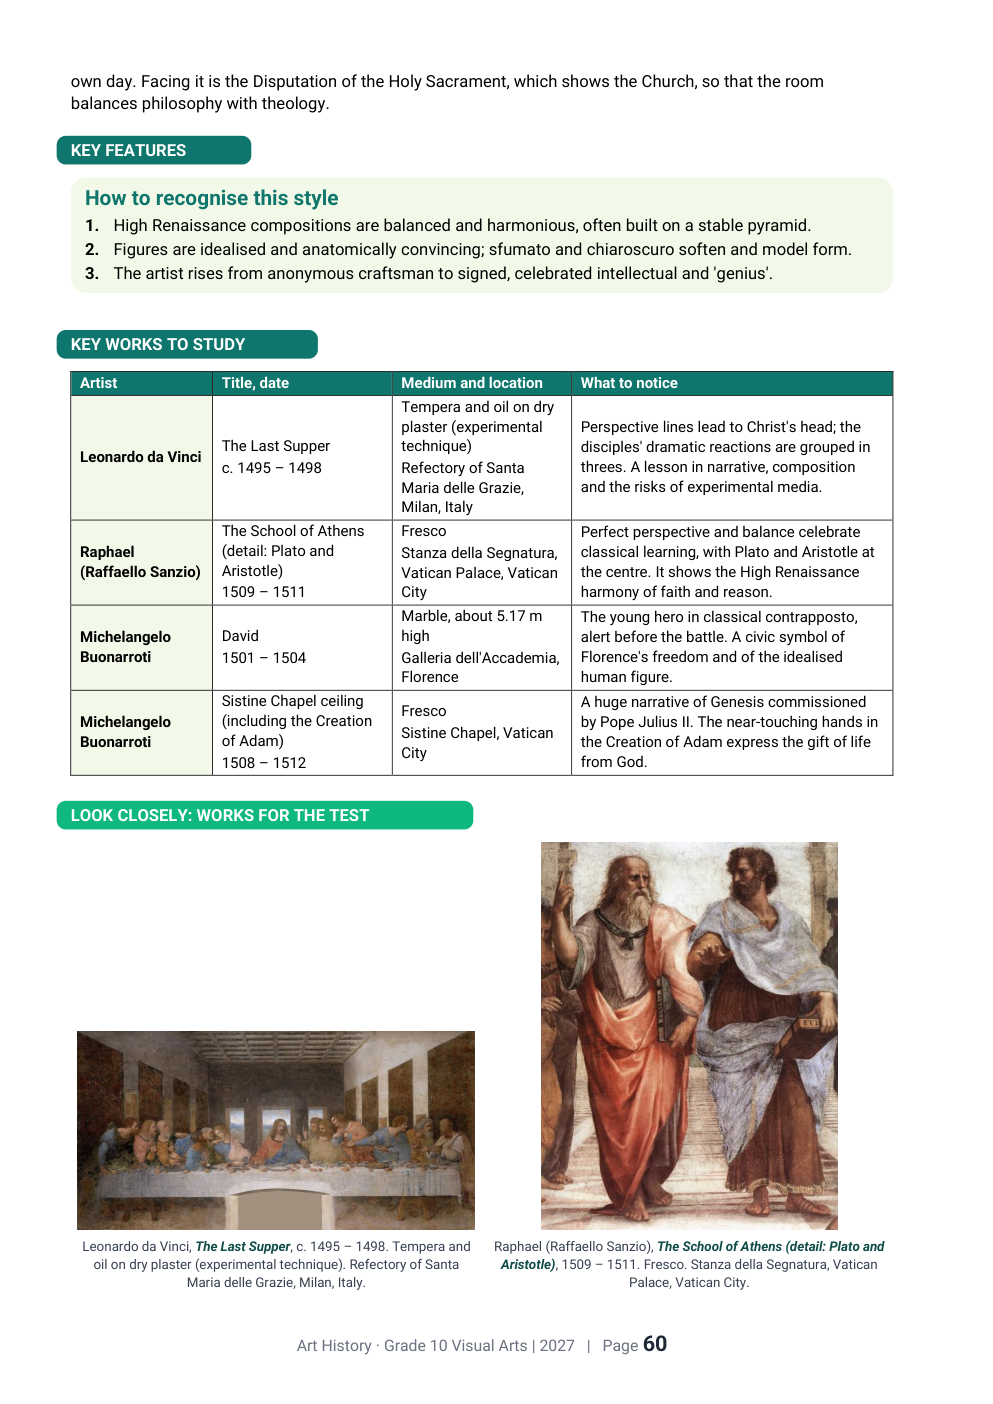 own day. Facing it is the Disputation of the Holy Sacrament, which shows the Church, so that the room
balances philosophy with theology.
KEY FEATURES
How to recognise this style
1. High Renaissance compositions are balanced and harmonious, often built on a stable pyramid.
2. Figures are idealised and anatomically convincing; sfumato and chiaroscuro soften and model form.
3. The artist rises from anonymous craftsman to signed, celebrated intellectual and 'genius'.
KEY WORKS TO STUDY
Artist
Title, date
Medium and location
What to notice
Leonardo da Vinci
The Last Supper
c. 1495 – 1498
Tempera and oil on dry
plaster (experimental
technique)
Refectory of Santa
Maria delle Grazie,
Milan, Italy
Perspective lines lead to Christ's head; the
disciples' dramatic reactions are grouped in
threes. A lesson in narrative, composition
and the risks of experimental media.
Raphael
(Raffaello Sanzio)
The School of Athens
(detail: Plato and
Aristotle)
1509 – 1511
Fresco
Stanza della Segnatura,
Vatican Palace, Vatican
City
Perfect perspective and balance celebrate
classical learning, with Plato and Aristotle at
the centre. It shows the High Renaissance
harmony of faith and reason.
Michelangelo
Buonarroti
David
1501 – 1504
Marble, about 5.17 m
high
Galleria dell'Accademia,
Florence
The young hero in classical contrapposto,
alert before the battle. A civic symbol of
Florence's freedom and of the idealised
human figure.
Michelangelo
Buonarroti
Sistine Chapel ceiling
(including the Creation
of Adam)
1508 – 1512
Fresco
Sistine Chapel, Vatican
City
A huge narrative of Genesis commissioned
by Pope Julius II. The near-touching hands in
the Creation of Adam express the gift of life
from God.
LOOK CLOSELY: WORKS FOR THE TEST
Leonardo da Vinci, The Last Supper, c. 1495 – 1498. Tempera and
oil on dry plaster (experimental technique). Refectory of Santa
Maria delle Grazie, Milan, Italy.
Raphael (Raffaello Sanzio), The School of Athens (detail: Plato and
Aristotle), 1509 – 1511. Fresco. Stanza della Segnatura, Vatican
Palace, Vatican City.
Art History · Grade 10 Visual Arts | 2027 | Page 60